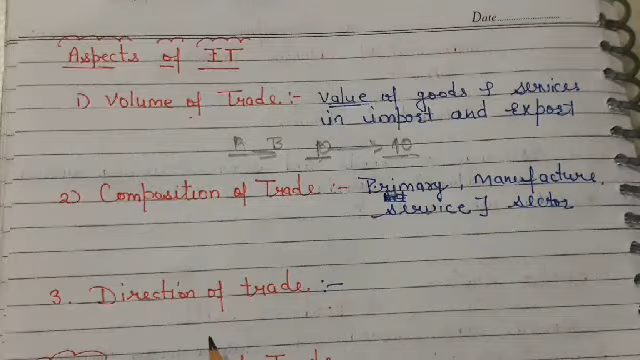 Date
Aspects of IT
1) Volume of Trade :- Value of goods & services
in import and export
A B 10 → 10
2) Composition of Trade :- Primary, Manufacture,
service } sector
3. Direction of trade :-
Trade